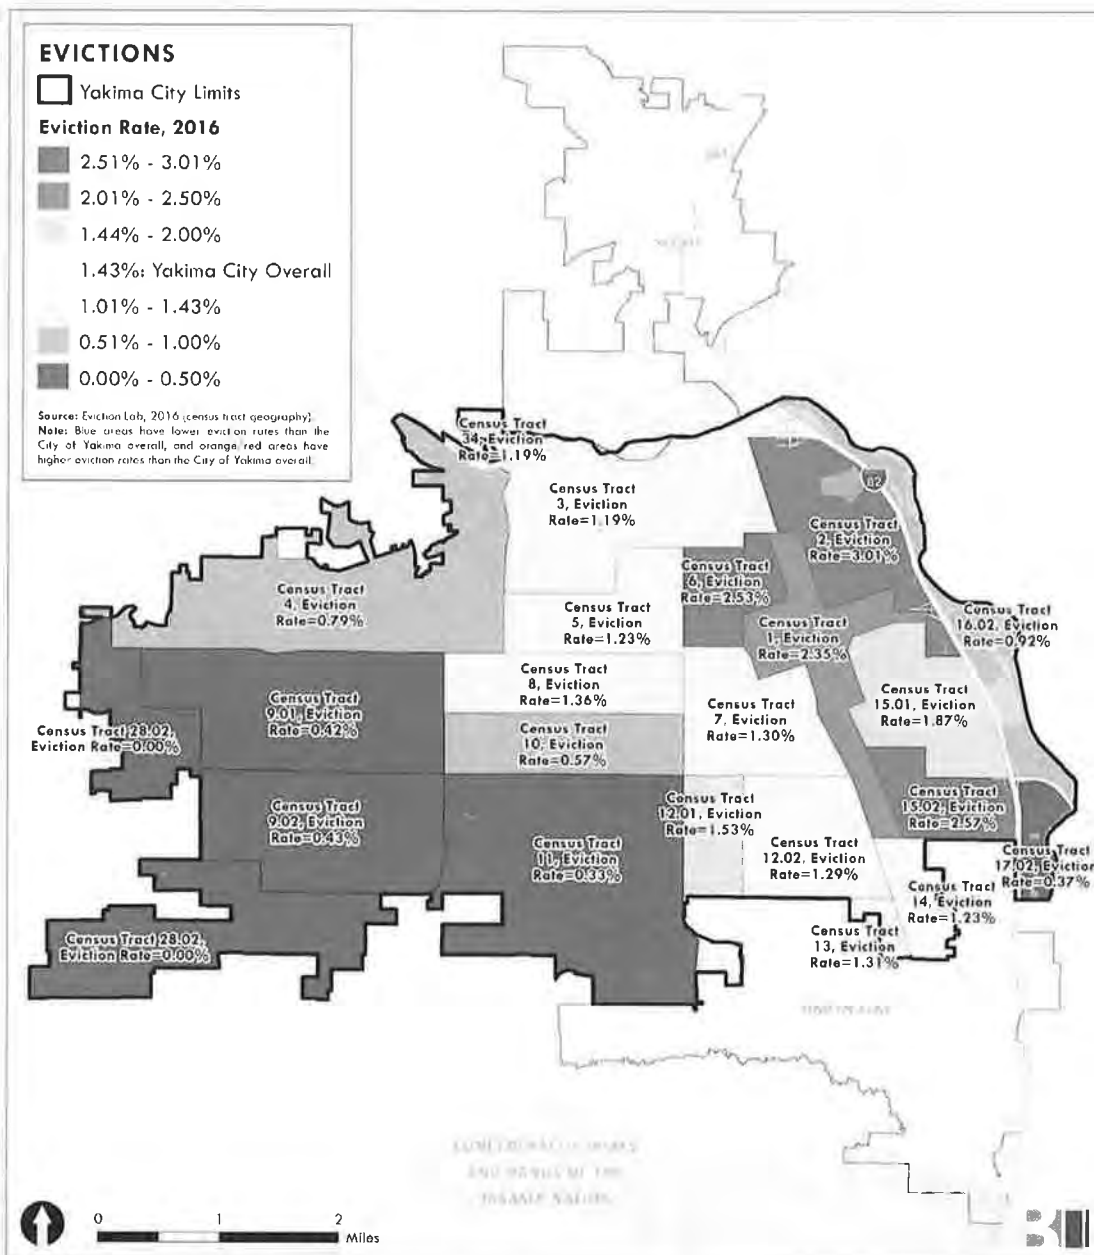 EVICTIONS
Yakima City Limits
Eviction Rate, 2016
2.51% - 3.01%
2.01% - 2.50%
1.44% - 2.00%
1.43%: Yakima City Overall
1.01% - 1.43%
0.51% - 1.00%
0.00% - 0.50%
Source: Eviction Lab, 2016 (census tract geography)
Note: Blue areas have lower eviction rates than the
City of Yakima overall, and orange red areas have
higher eviction rates than the City of Yakima overall
Census Tract
34, Eviction
Rate=1.19%
Census Tract
3, Eviction
Rate=1.19%
82
Census Tract
2, Eviction
Rate=3.01%
Census Tract
6, Eviction
Rate=2.53%
Census Tract
4, Eviction
Rate=0.79%
Census Tract
5, Eviction
Rate=1.23%
Census Tract
1, Eviction
Rate=2.35%
Census Tract
16.02, Eviction
Rate=0.92%
Census Tract
8, Eviction
Rate=1.36%
Census Tract
9.01, Eviction
Rate=0.42%
Census Tract
15.01, Eviction
Rate=1.87%
Census Tract
7, Eviction
Rate=1.30%
Census Tract 28.02,
Eviction Rate=0.00%
Census Tract
10, Eviction
Rate=0.57%
Census Tract
9.02, Eviction
Rate=0.43%
Census Tract
12.01, Eviction
Rate=1.53%
Census Tract
15.02, Eviction
Rate=2.57%
Census Tract
11, Eviction
Rate=0.33%
Census Tract
12.02, Eviction
Rate=1.29%
Census Tract
17.02, Eviction
Rate=0.37%
Census Tract
14, Eviction
Rate=1.23%
Census Tract
13, Eviction
Rate=1.31%
Census Tract 28.02,
Eviction Rate=0.00%
YAKAMA NATION
0 1 2
Miles